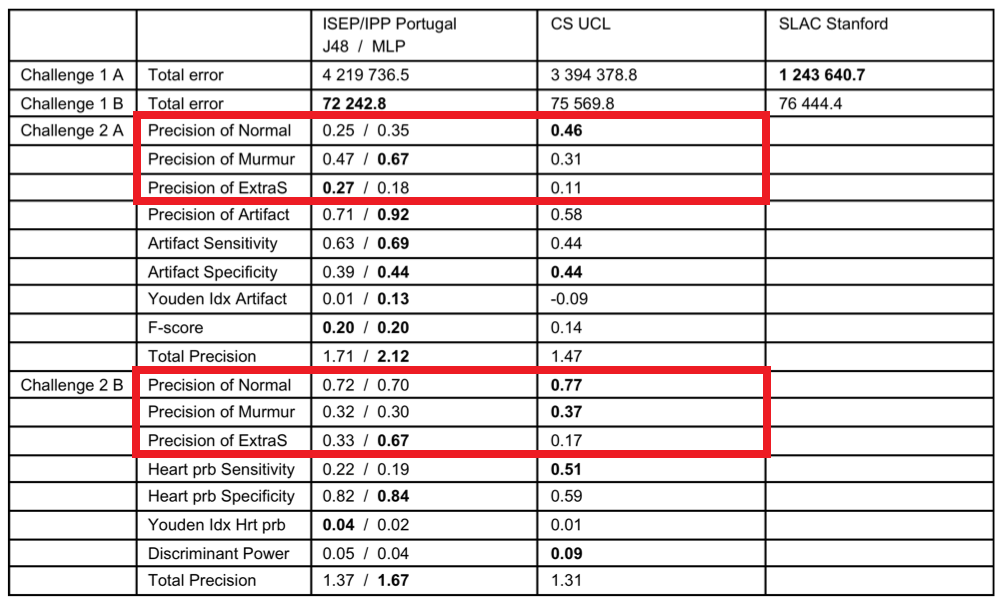 ISEP/IPP Portugal CS UCL SLAC Stanford
J48 / MLP
Challenge 1 A Total error 4 219 736.5 3 394 378.8 1 243 640.7
Challenge 1 B Total error 72 242.8 75 569.8 76 444.4
Challenge 2 A Precision of Normal 0.25 / 0.35 0.46
Precision of Murmur 0.47 / 0.67 0.31
Precision of ExtraS 0.27 / 0.18 0.11
Precision of Artifact 0.71 / 0.92 0.58
Artifact Sensitivity 0.63 / 0.69 0.44
Artifact Specificity 0.39 / 0.44 0.44
Youden Idx Artifact 0.01 / 0.13 -0.09
F-score 0.20 / 0.20 0.14
Total Precision 1.71 / 2.12 1.47
Challenge 2 B Precision of Normal 0.72 / 0.70 0.77
Precision of Murmur 0.32 / 0.30 0.37
Precision of ExtraS 0.33 / 0.67 0.17
Heart prb Sensitivity 0.22 / 0.19 0.51
Heart prb Specificity 0.82 / 0.84 0.59
Youden Idx Hrt prb 0.04 / 0.02 0.01
Discriminant Power 0.05 / 0.04 0.09
Total Precision 1.37 / 1.67 1.31